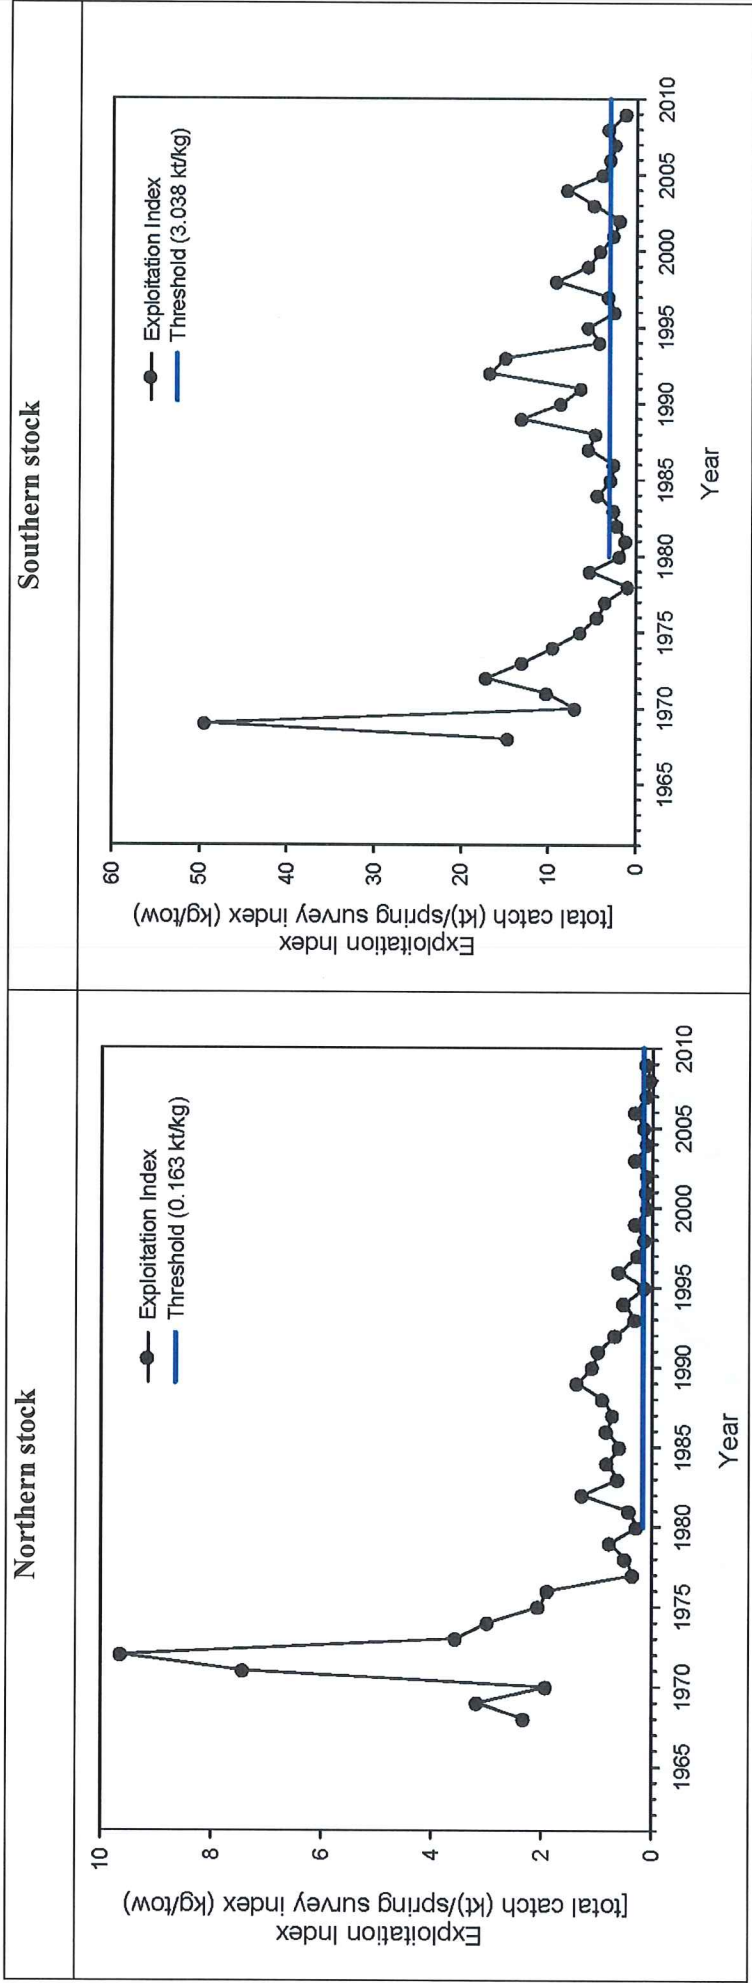 Northern stock
Exploitation Index
[total catch (kt)/spring survey index (kg/tow)
10
8
6
4
2
0
Exploitation Index
Threshold (0.163 kt/kg)
1965 1970 1975 1980 1985 1990 1995 2000 2005 2010
Year
Southern stock
Exploitation Index
[total catch (kt)/spring survey index (kg/tow)
60
50
40
30
20
10
0
Exploitation Index
Threshold (3.038 kt/kg)
1965 1970 1975 1980 1985 1990 1995 2000 2005 2010
Year